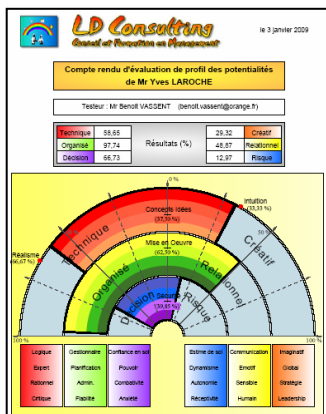 LD Consulting
Conseil et Formation en Management
le 3 janvier 2009
Compte rendu d'évaluation de profil des potentialités
de Mr Yves LAROCHE
Testeur : Mr Benoit VASSENT (benoit.vassent@orange.fr)
Technique 58,65 Résultats (%) 29,32 Créatif
Organisé 97,74 48,87 Relationnel
Décision 66,73 12,97 Risque
0 %
Intuition
(33,33 %)
Concepts Idées
Réalisme
(66,67 %)
Technique
Créatif
Mise en Oeuvre
(62,50 %)
Organisé
Relationnel
Décision
Risque
100 %
100 %
Logique
Expert
Rationnel
Critique
Gestionnaire
Planification
Admin.
Fiabilité
Confiance en soi
Pouvoir
Combativité
Anxiété
Estime de soi
Dynamisme
Autonomie
Réceptivité
Communication
Emotif
Sensible
Humain
Imaginatif
Global
Stratégie
Leadership